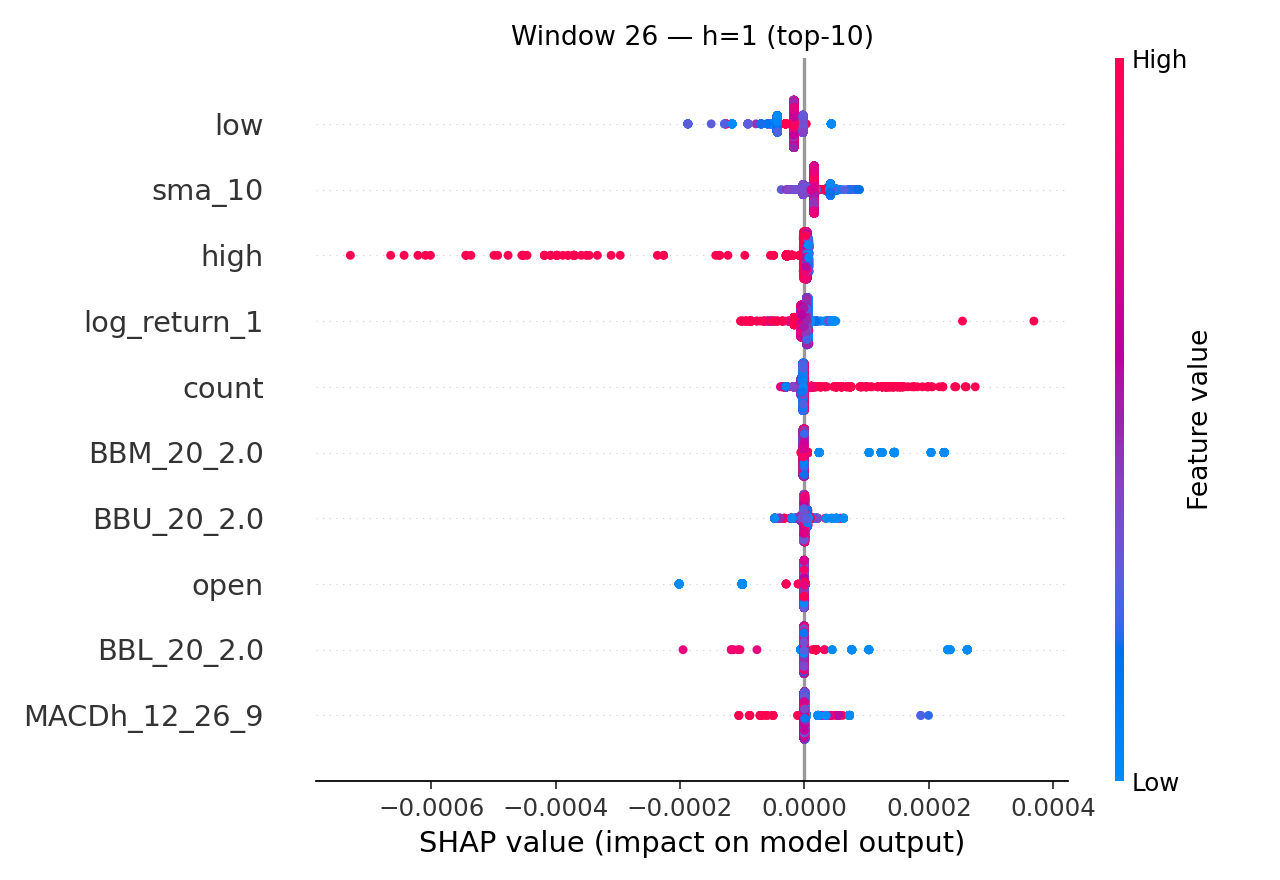 Window 26 — h=1 (top-10)
High
low
sma_10
high
log_return_1
count
BBM_20_2.0
BBU_20_2.0
open
BBL_20_2.0
MACDh_12_26_9
Feature value
Low
−0.0006 −0.0004 −0.0002 0.0000 0.0002 0.0004
SHAP value (impact on model output)